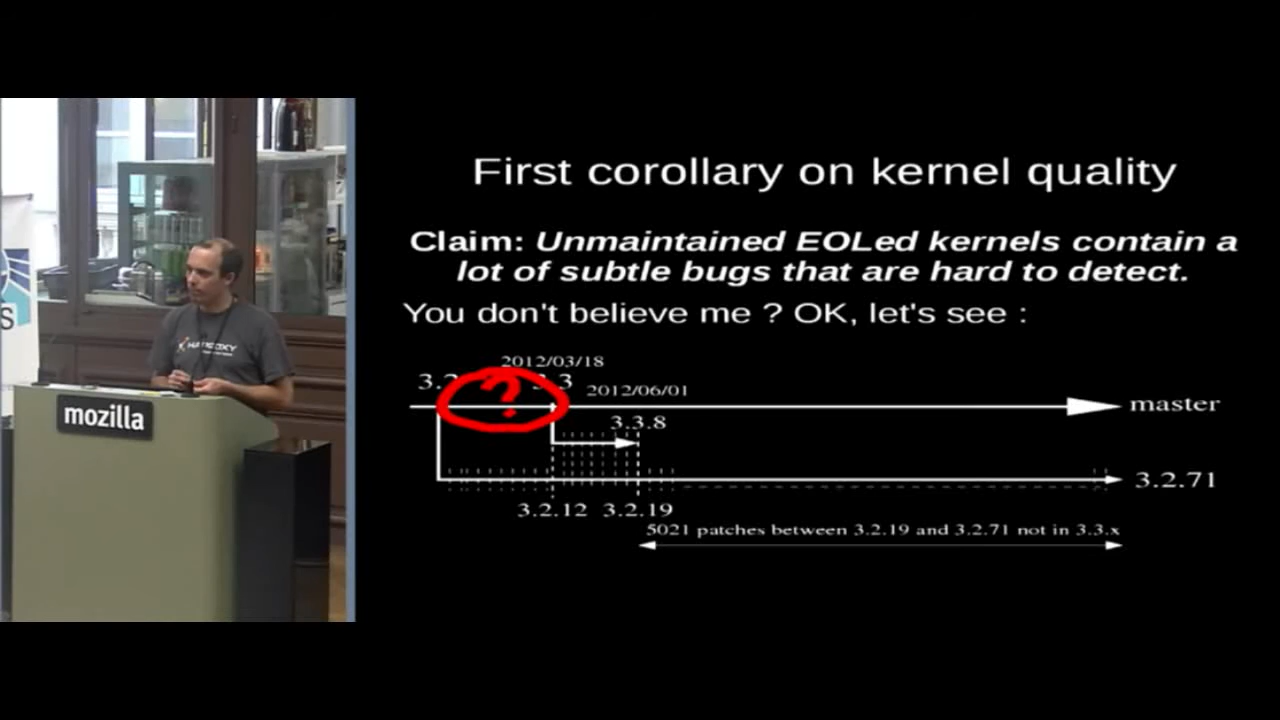 First corollary on kernel quality
Claim: Unmaintained EOLed kernels contain a
lot of subtle bugs that are hard to detect.
You don't believe me ? OK, let's see :
2012/03/18
3.2 ? 3.3
2012/06/01
master
3.3.8
3.2.71
3.2.12 3.2.19
5021 patches between 3.2.19 and 3.2.71 not in 3.3.x
mozilla
S